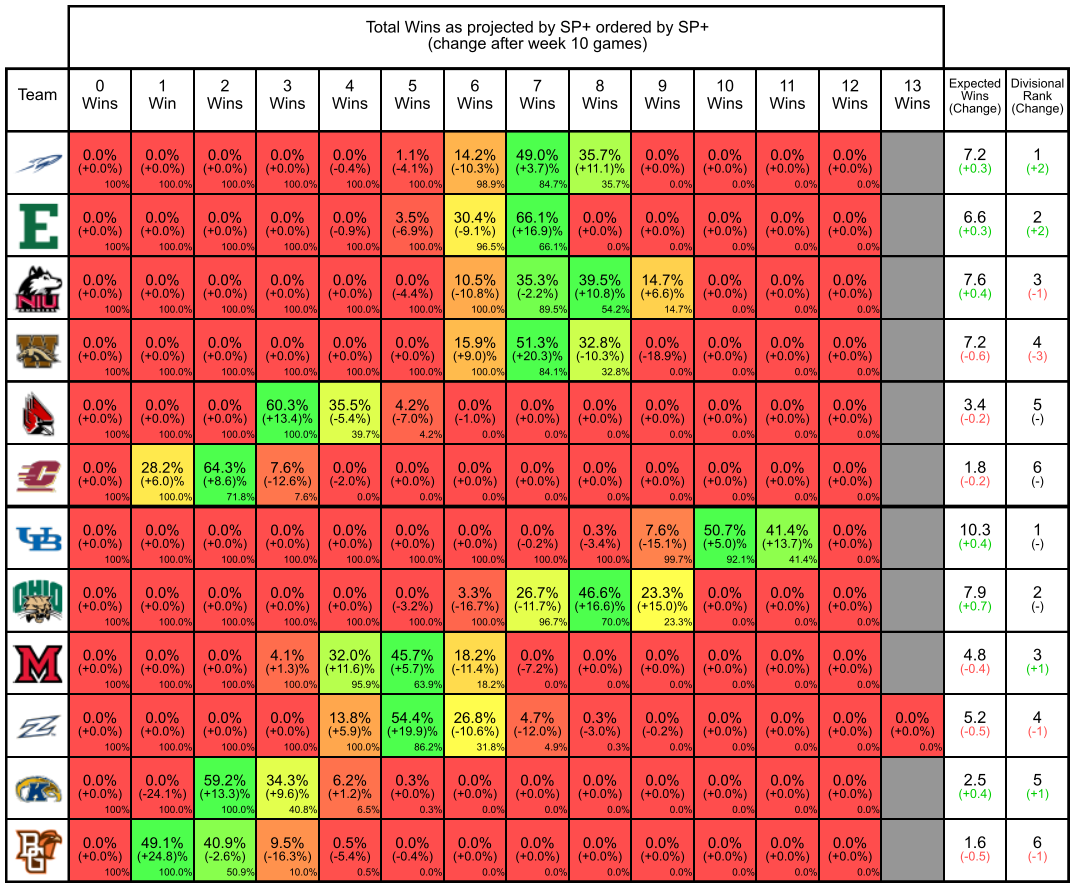 Total Wins as projected by SP+ ordered by SP+
(change after week 10 games)
Team
0 Wins
1 Win
2 Wins
3 Wins
4 Wins
5 Wins
6 Wins
7 Wins
8 Wins
9 Wins
10 Wins
11 Wins
12 Wins
13 Wins
Expected Wins (Change)
Divisional Rank (Change)
0.0% 0.0% 0.0% 0.0% 0.0% 1.1% 14.2% 49.0% 35.7% 0.0% 0.0% 0.0% 0.0% 7.2 1
(+0.0%) (+0.0%) (+0.0%) (+0.0%) (-0.4%) (-4.1%) (-10.3%) (+3.7)% (+11.1)% (+0.0%) (+0.0%) (+0.0%) (+0.0%) (+0.3) (+2)
100% 100.0% 100.0% 100.0% 100.0% 100.0% 98.9% 84.7% 35.7% 0.0% 0.0% 0.0% 0.0%
E
0.0% 0.0% 0.0% 0.0% 0.0% 3.5% 30.4% 66.1% 0.0% 0.0% 0.0% 0.0% 0.0% 6.6 2
(+0.0%) (+0.0%) (+0.0%) (+0.0%) (-0.9%) (-6.9%) (-9.1%) (+16.9)% (+0.0%) (+0.0%) (+0.0%) (+0.0%) (+0.0%) (+0.3) (+2)
100% 100.0% 100.0% 100.0% 100.0% 100.0% 96.5% 66.1% 0.0% 0.0% 0.0% 0.0% 0.0%
NIU
0.0% 0.0% 0.0% 0.0% 0.0% 0.0% 10.5% 35.3% 39.5% 14.7% 0.0% 0.0% 0.0% 7.6 3
(+0.0%) (+0.0%) (+0.0%) (+0.0%) (+0.0%) (-4.4%) (-10.8%) (-2.2)% (+10.8)% (+6.6)% (+0.0%) (+0.0%) (+0.0%) (+0.4) (-1)
100% 100.0% 100.0% 100.0% 100.0% 100.0% 100.0% 89.5% 54.2% 14.7% 0.0% 0.0% 0.0%
W
0.0% 0.0% 0.0% 0.0% 0.0% 0.0% 15.9% 51.3% 32.8% 0.0% 0.0% 0.0% 0.0% 7.2 4
(+0.0%) (+0.0%) (+0.0%) (+0.0%) (+0.0%) (+0.0%) (+9.0)% (+20.3)% (-10.3)% (-18.9)% (+0.0%) (+0.0%) (+0.0%) (-0.6) (-3)
100% 100.0% 100.0% 100.0% 100.0% 100.0% 100.0% 84.1% 32.8% 0.0% 0.0% 0.0% 0.0%
0.0% 0.0% 0.0% 60.3% 35.5% 4.2% 0.0% 0.0% 0.0% 0.0% 0.0% 0.0% 0.0% 3.4 5
(+0.0%) (+0.0%) (+0.0%) (+13.4)% (-5.4%) (-7.0%) (-1.0%) (+0.0%) (+0.0%) (+0.0%) (+0.0%) (+0.0%) (+0.0%) (-0.2) (-)
100% 100.0% 100.0% 100.0% 39.7% 4.2% 0.0% 0.0% 0.0% 0.0% 0.0% 0.0% 0.0%
C
0.0% 28.2% 64.3% 7.6% 0.0% 0.0% 0.0% 0.0% 0.0% 0.0% 0.0% 0.0% 0.0% 1.8 6
(+0.0%) (+6.0)% (+8.6)% (-12.6%) (-2.0%) (+0.0%) (+0.0%) (+0.0%) (+0.0%) (+0.0%) (+0.0%) (+0.0%) (+0.0%) (-0.2) (-)
100% 100.0% 71.8% 7.6% 0.0% 0.0% 0.0% 0.0% 0.0% 0.0% 0.0% 0.0% 0.0%
UB
0.0% 0.0% 0.0% 0.0% 0.0% 0.0% 0.0% 0.0% 0.3% 7.6% 50.7% 41.4% 0.0% 10.3 1
(+0.0%) (+0.0%) (+0.0%) (+0.0%) (+0.0%) (+0.0%) (+0.0%) (-0.2%) (-3.4%) (-15.1%) (+5.0)% (+13.7)% (+0.0%) (+0.4) (-)
100% 100.0% 100.0% 100.0% 100.0% 100.0% 100.0% 100.0% 100.0% 99.7% 92.1% 41.4% 0.0%
OHIO
0.0% 0.0% 0.0% 0.0% 0.0% 0.0% 3.3% 26.7% 46.6% 23.3% 0.0% 0.0% 0.0% 7.9 2
(+0.0%) (+0.0%) (+0.0%) (+0.0%) (+0.0%) (-3.2%) (-16.7%) (-11.7%) (+16.6)% (+15.0)% (+0.0%) (+0.0%) (+0.0%) (+0.7) (-)
100% 100.0% 100.0% 100.0% 100.0% 100.0% 100.0% 96.7% 70.0% 23.3% 0.0% 0.0% 0.0%
M
0.0% 0.0% 0.0% 4.1% 32.0% 45.7% 18.2% 0.0% 0.0% 0.0% 0.0% 0.0% 0.0% 4.8 3
(+0.0%) (+0.0%) (+0.0%) (+1.3)% (+11.6)% (+5.7)% (-11.4%) (-7.2%) (+0.0%) (+0.0%) (+0.0%) (+0.0%) (+0.0%) (-0.4) (+1)
100% 100.0% 100.0% 100.0% 95.9% 63.9% 18.2% 0.0% 0.0% 0.0% 0.0% 0.0% 0.0%
0.0% 0.0% 0.0% 0.0% 13.8% 54.4% 26.8% 4.7% 0.3% 0.0% 0.0% 0.0% 0.0% 0.0% 5.2 4
(+0.0%) (+0.0%) (+0.0%) (+0.0%) (+5.9)% (+19.9)% (-10.6%) (-12.0%) (-3.0%) (-0.2%) (+0.0%) (+0.0%) (+0.0%) (+0.0%) (-0.5) (-1)
100% 100.0% 100.0% 100.0% 100.0% 86.2% 31.8% 4.9% 0.3% 0.0% 0.0% 0.0% 0.0% 0.0%
K
0.0% 0.0% 59.2% 34.3% 6.2% 0.3% 0.0% 0.0% 0.0% 0.0% 0.0% 0.0% 0.0% 2.5 5
(+0.0%) (-24.1%) (+13.3)% (+9.6)% (+1.2)% (+0.0%) (+0.0%) (+0.0%) (+0.0%) (+0.0%) (+0.0%) (+0.0%) (+0.0%) (+0.4) (+1)
100% 100.0% 100.0% 40.8% 6.5% 0.3% 0.0% 0.0% 0.0% 0.0% 0.0% 0.0% 0.0%
BG
0.0% 49.1% 40.9% 9.5% 0.5% 0.0% 0.0% 0.0% 0.0% 0.0% 0.0% 0.0% 0.0% 1.6 6
(+0.0%) (+24.8)% (-2.6%) (-16.3%) (-5.4%) (-0.4%) (+0.0%) (+0.0%) (+0.0%) (+0.0%) (+0.0%) (+0.0%) (+0.0%) (-0.5) (-1)
100% 100.0% 50.9% 10.0% 0.5% 0.0% 0.0% 0.0% 0.0% 0.0% 0.0% 0.0% 0.0%